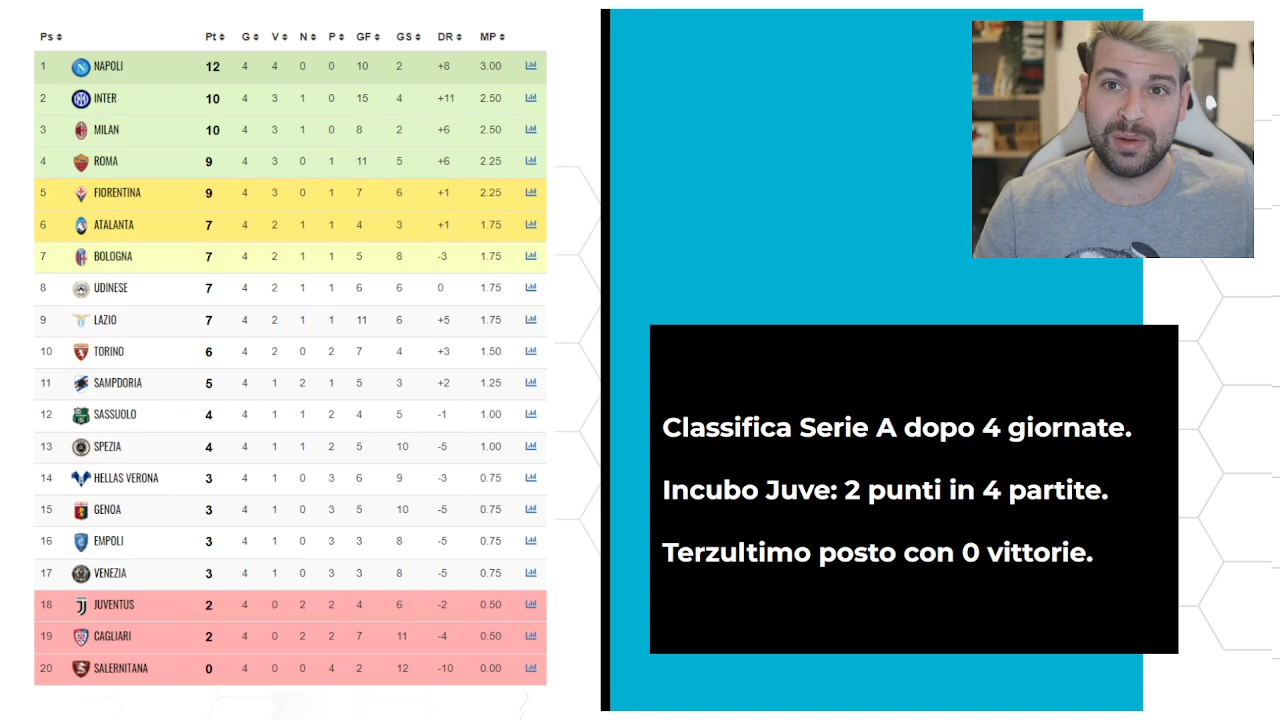 Ps Pt G V N P GF GS DR MP
1 NAPOLI 12 4 4 0 0 10 2 +8 3.00
2 INTER 10 4 3 1 0 15 4 +11 2.50
3 MILAN 10 4 3 1 0 8 2 +6 2.50
4 ROMA 9 4 3 0 1 11 5 +6 2.25
5 FIORENTINA 9 4 3 0 1 7 6 +1 2.25
6 ATALANTA 7 4 2 1 1 4 3 +1 1.75
7 BOLOGNA 7 4 2 1 1 5 8 -3 1.75
8 UDINESE 7 4 2 1 1 6 6 0 1.75
9 LAZIO 7 4 2 1 1 11 6 +5 1.75
10 TORINO 6 4 2 0 2 7 4 +3 1.50
11 SAMPDORIA 5 4 1 2 1 5 3 +2 1.25
12 SASSUOLO 4 4 1 1 2 4 5 -1 1.00
13 SPEZIA 4 4 1 1 2 5 10 -5 1.00
14 HELLAS VERONA 3 4 1 0 3 6 9 -3 0.75
15 GENOA 3 4 1 0 3 5 10 -5 0.75
16 EMPOLI 3 4 1 0 3 3 8 -5 0.75
17 VENEZIA 3 4 1 0 3 3 8 -5 0.75
18 JUVENTUS 2 4 0 2 2 4 6 -2 0.50
19 CAGLIARI 2 4 0 2 2 7 11 -4 0.50
20 SALERNITANA 0 4 0 0 4 2 12 -10 0.00
Classifica Serie A dopo 4 giornate.
Incubo Juve: 2 punti in 4 partite.
Terzultimo posto con 0 vittorie.